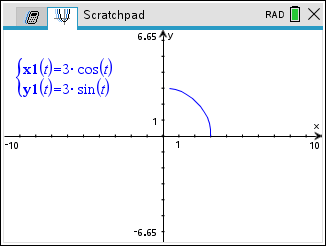 Scratchpad
RAD
6.65 y
x1(t)=3·cos(t)
y1(t)=3·sin(t)
1
x
-10 1 10
-6.65